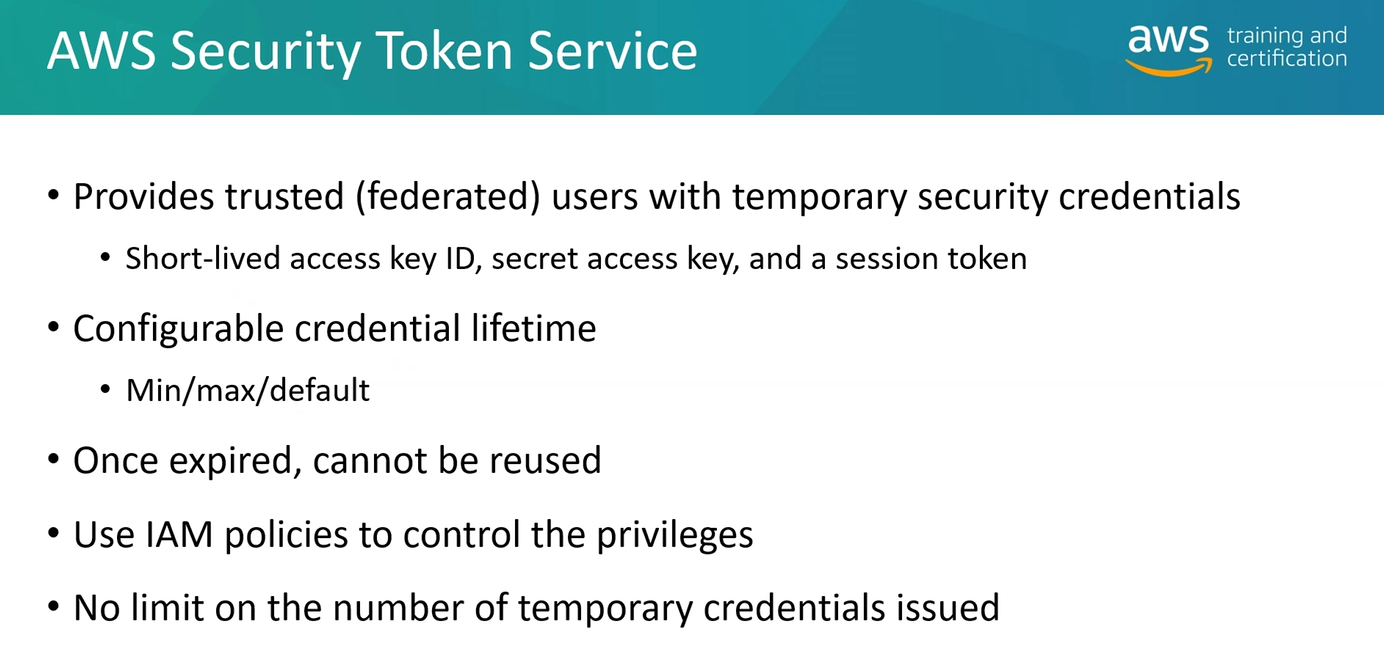 AWS Security Token Service
aws training and
certification
• Provides trusted (federated) users with temporary security credentials
• Short-lived access key ID, secret access key, and a session token
• Configurable credential lifetime
• Min/max/default
• Once expired, cannot be reused
• Use IAM policies to control the privileges
• No limit on the number of temporary credentials issued